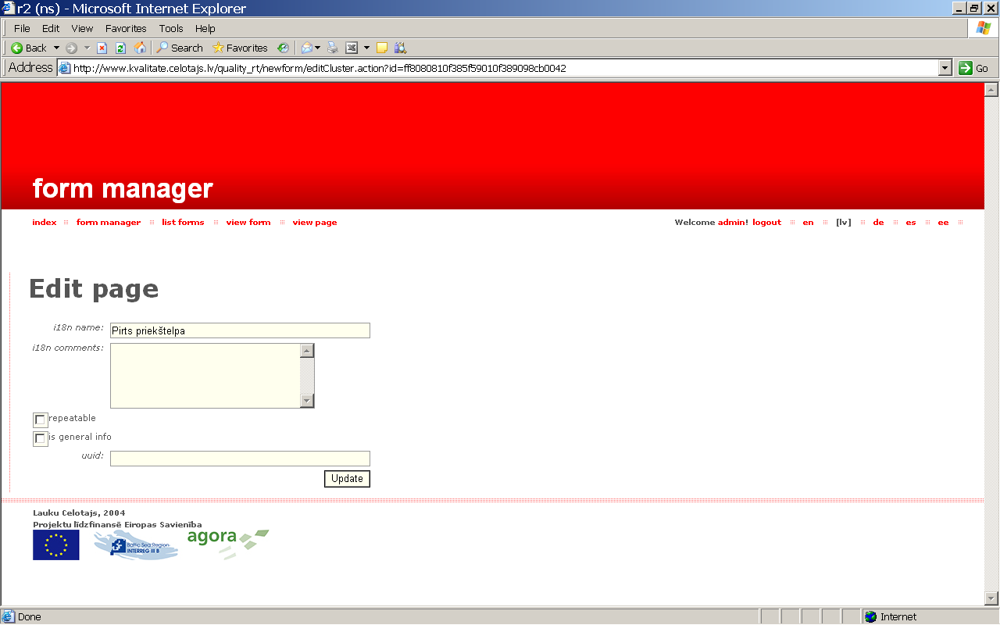 r2 (ns) - Microsoft Internet Explorer
File Edit View Favorites Tools Help
Back Search Favorites
Address http://www.kvalitate.celotajs.lv/quality_rt/newform/editCluster.action?id=ff8080810f385f59010f389098cb0042 Go
form manager
index form manager list forms view form view page Welcome admin! logout en [lv] de es ee
Edit page
i18n name: Pirts priekštelpa
i18n comments:
repeatable
is general info
uuid:
Update
Lauku Celotajs, 2004
Projektu līdzfinansē Eiropas Savienība
agora
Baltic Sea Region
INTERREG III B
Done Internet